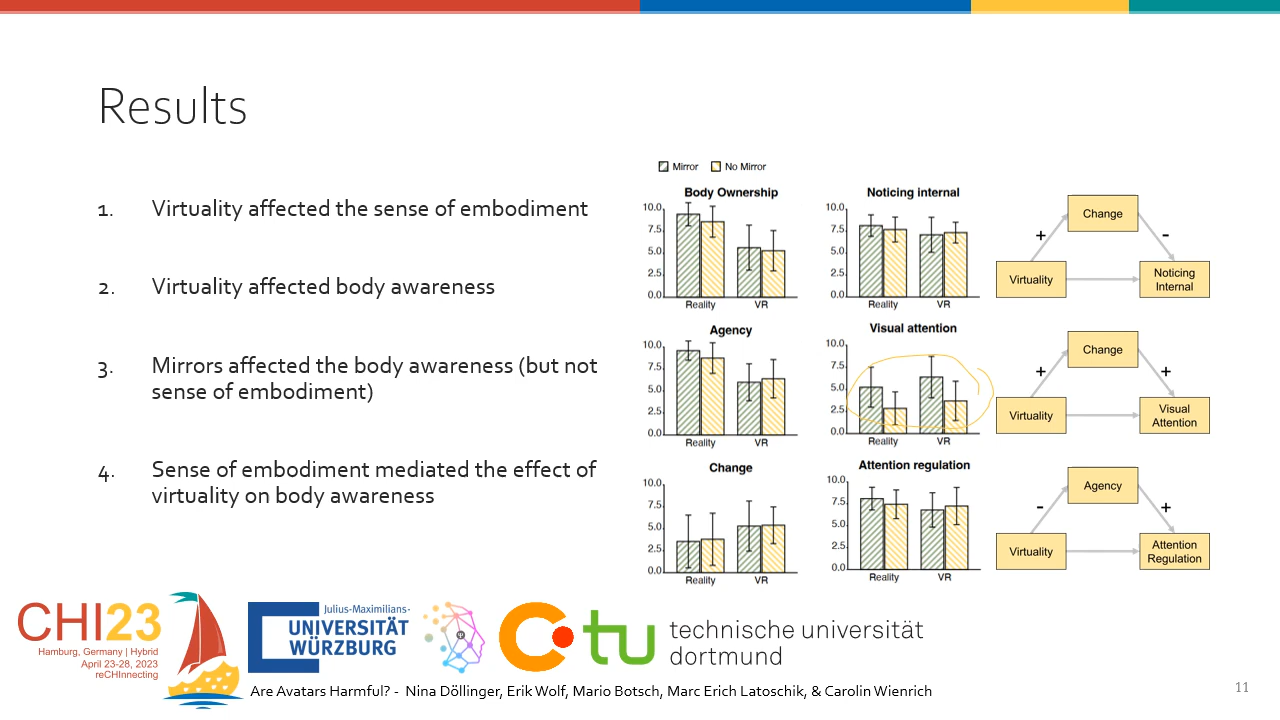 Results
1. Virtuality affected the sense of embodiment
2. Virtuality affected body awareness
3. Mirrors affected the body awareness (but not
sense of embodiment)
4. Sense of embodiment mediated the effect of
virtuality on body awareness
Mirror No Mirror
Body Ownership
10.0
7.5
5.0
2.5
0.0
Reality VR
Noticing internal
10.0
7.5
5.0
2.5
0.0
Reality VR
Change
+ -
Virtuality
Noticing
Internal
Agency
10.0
7.5
5.0
2.5
0.0
Reality VR
Visual attention
10.0
7.5
5.0
2.5
0.0
Reality VR
Change
+ +
Virtuality
Visual
Attention
Change
10.0
7.5
5.0
2.5
0.0
Reality VR
Attention regulation
10.0
7.5
5.0
2.5
0.0
Reality VR
Agency
- +
Virtuality
Attention
Regulation
CHI23
Hamburg, Germany | Hybrid
April 23-28, 2023
reCHInnecting
Julius-Maximilians-
UNIVERSITÄT
WÜRZBURG
tu technische universität
dortmund
Are Avatars Harmful? - Nina Döllinger, Erik Wolf, Mario Botsch, Marc Erich Latoschik, & Carolin Wienrich
11